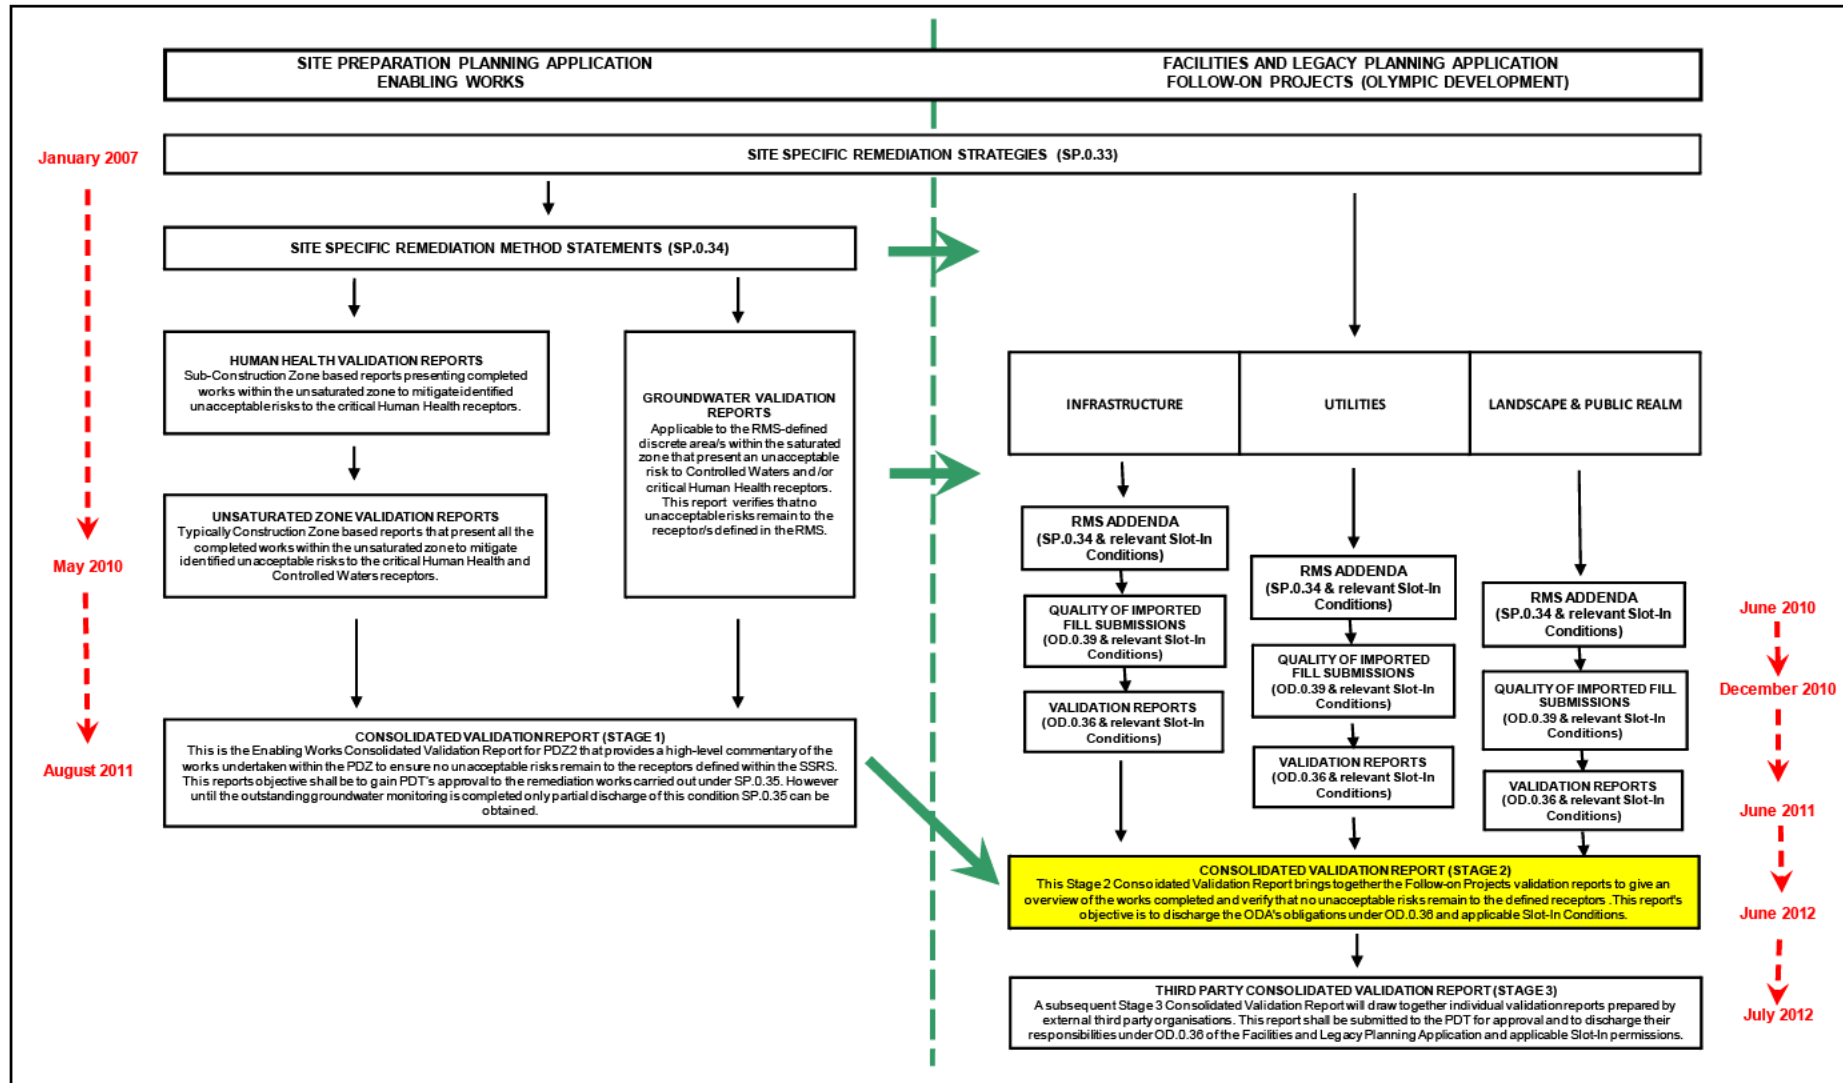 SITE PREPARATION PLANNING APPLICATION
ENABLING WORKS
FACILITIES AND LEGACY PLANNING APPLICATION
FOLLOW-ON PROJECTS (OLYMPIC DEVELOPMENT)
January 2007
SITE SPECIFIC REMEDIATION STRATEGIES (SP.0.33)
SITE SPECIFIC REMEDIATION METHOD STATEMENTS (SP.0.34)
HUMAN HEALTH VALIDATION REPORTS
Sub-Construction Zone based reports presenting completed
works within the unsaturated zone to mitigate identified
unacceptable risks to the critical Human Health receptors.
GROUNDWATER VALIDATION
REPORTS
Applicable to the RMS-defined
discrete area/s within the saturated
zone that present an unacceptable
risk to Controlled Waters and /or
critical Human Health receptors.
This report verifies that no
unacceptable risks remain to the
receptor/s defined in the RMS.
UNSATURATED ZONE VALIDATION REPORTS
Typically Construction Zone based reports that present all the
completed works within the unsaturated zone to mitigate
identified unacceptable risks to the critical Human Health and
Controlled Waters receptors.
May 2010
August 2011
CONSOLIDATED VALIDATION REPORT (STAGE 1)
This is the Enabling Works Consolidated Validation Report for PDZ2 that provides a high-level commentary of the
works undertaken within the PDZ to ensure no unacceptable risks remain to the receptors defined within the SSRS.
This reports objective shall be to gain PDT's approval to the remediation works carried out under SP.0.35. However
until the outstanding groundwater monitoring is completed only partial discharge of this condition SP.0.35 can be
obtained.
INFRASTRUCTURE
UTILITIES
LANDSCAPE & PUBLIC REALM
RMS ADDENDA
(SP.0.34 & relevant Slot-In
Conditions)
QUALITY OF IMPORTED
FILL SUBMISSIONS
(OD.0.39 & relevant Slot-In
Conditions)
VALIDATION REPORTS
(OD.0.36 & relevant Slot-In
Conditions)
RMS ADDENDA
(SP.0.34 & relevant Slot-In
Conditions)
QUALITY OF IMPORTED
FILL SUBMISSIONS
(OD.0.39 & relevant Slot-In
Conditions)
VALIDATION REPORTS
(OD.0.36 & relevant Slot-In
Conditions)
RMS ADDENDA
(SP.0.34 & relevant Slot-In
Conditions)
QUALITY OF IMPORTED FILL
SUBMISSIONS
(OD.0.39 & relevant Slot-In
Conditions)
VALIDATION REPORTS
(OD.0.36 & relevant Slot-In
Conditions)
June 2010
December 2010
June 2011
June 2012
July 2012
CONSOLIDATED VALIDATION REPORT (STAGE 2)
This Stage 2 Consoidated Validation Report brings together the Follow-on Projects validation reports to give an
overview of the works completed and verify that no unacceptable risks remain to the defined receptors .This report's
objective is to discharge the ODA's obligations under OD.0.36 and applicable Slot-In Conditions.
THIRD PARTY CONSOLIDATED VALIDATION REPORT (STAGE 3)
A subsequent Stage 3 Consolidated Validation Report will draw together individual validation reports prepared by
external third party organisations. This report shall be submitted to the PDT for approval and to discharge their
responsibilities under OD.0.36 of the Facilities and Legacy Planning Application and applicable Slot-In permissions.